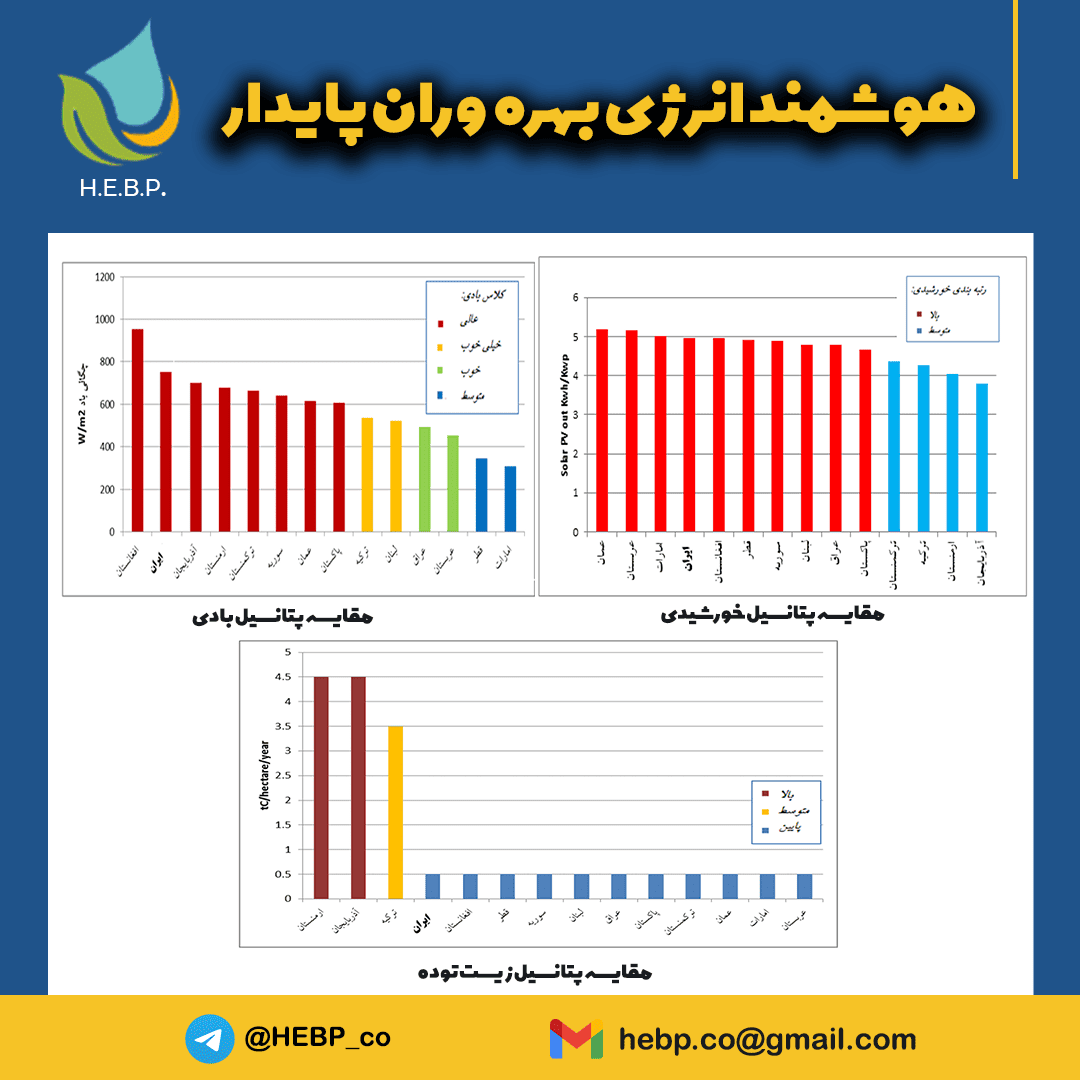 هوشمند انرژی بهره وران پایدار
H.E.B.P.
1200
1000
800
600
400
200
0
چگالی باد W/m2
کلاس بادی:
عالی
خیلی خوب
خوب
متوسط
افغانستان
ایران
آذربایجان
ارمنستان
ترکمنستان
سوریه
عمان
پاکستان
ترکیه
لبنان
عراق
عربستان
قطر
امارات
مقایسه پتانسیل بادی
6
5
4
3
2
1
0
Solar PV out Kwh/Kwp
رتبه بندی خورشیدی:
بالا
متوسط
عمان
عربستان
امارات
ایران
افغانستان
قطر
سوریه
لبنان
عراق
پاکستان
ترکمنستان
ترکیه
ارمنستان
آذربایجان
مقایسه پتانسیل خورشیدی
5
4.5
4
3.5
3
2.5
2
1.5
1
0.5
0
tC/hectare/year
بالا
متوسط
پایین
ارمنستان
آذربایجان
ترکیه
ایران
افغانستان
قطر
سوریه
لبنان
عراق
پاکستان
ترکمنستان
عمان
امارات
عربستان
مقایسه پتانسیل زیست توده
@HEBP_co
hebp.co@gmail.com